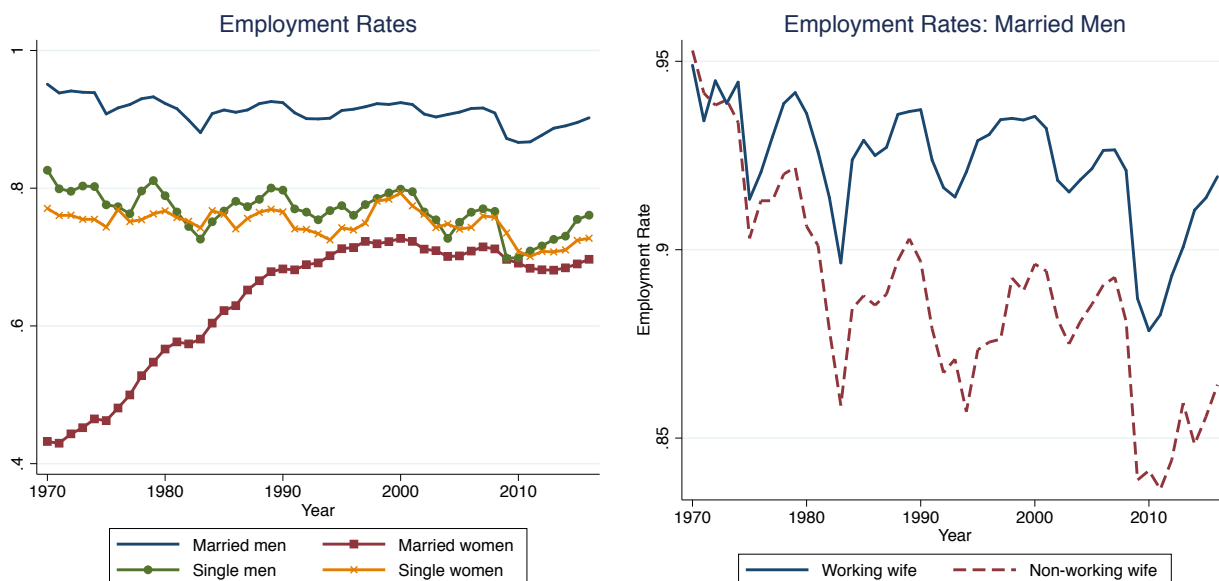 Employment Rates
1
.8
.6
.4
1970 1980 1990 2000 2010
Year
Married men Married women
Single men Single women
Employment Rates: Married Men
Employment Rate
.95
.9
.85
1970 1980 1990 2000 2010
Year
Working wife Non-working wife